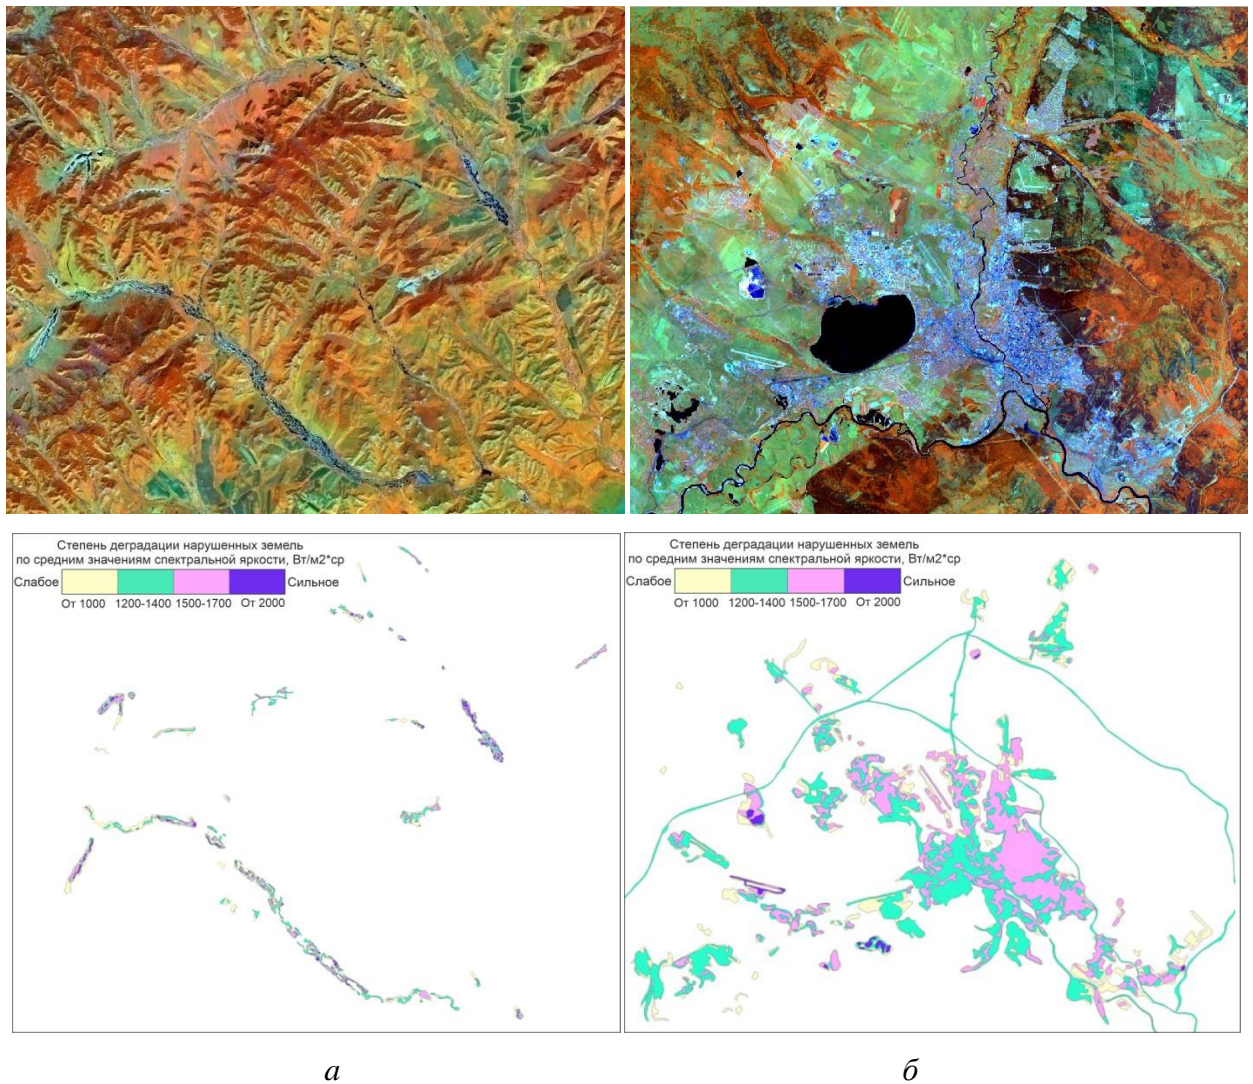 Степень деградации нарушенных земель
по средним значениям спектральной яркости, Вт/м2*ср
Слабое Сильное
От 1000 1200-1400 1500-1700 От 2000
Степень деградации нарушенных земель
по средним значениям спектральной яркости, Вт/м2*ср
Слабое Сильное
От 1000 1200-1400 1500-1700 От 2000
а б